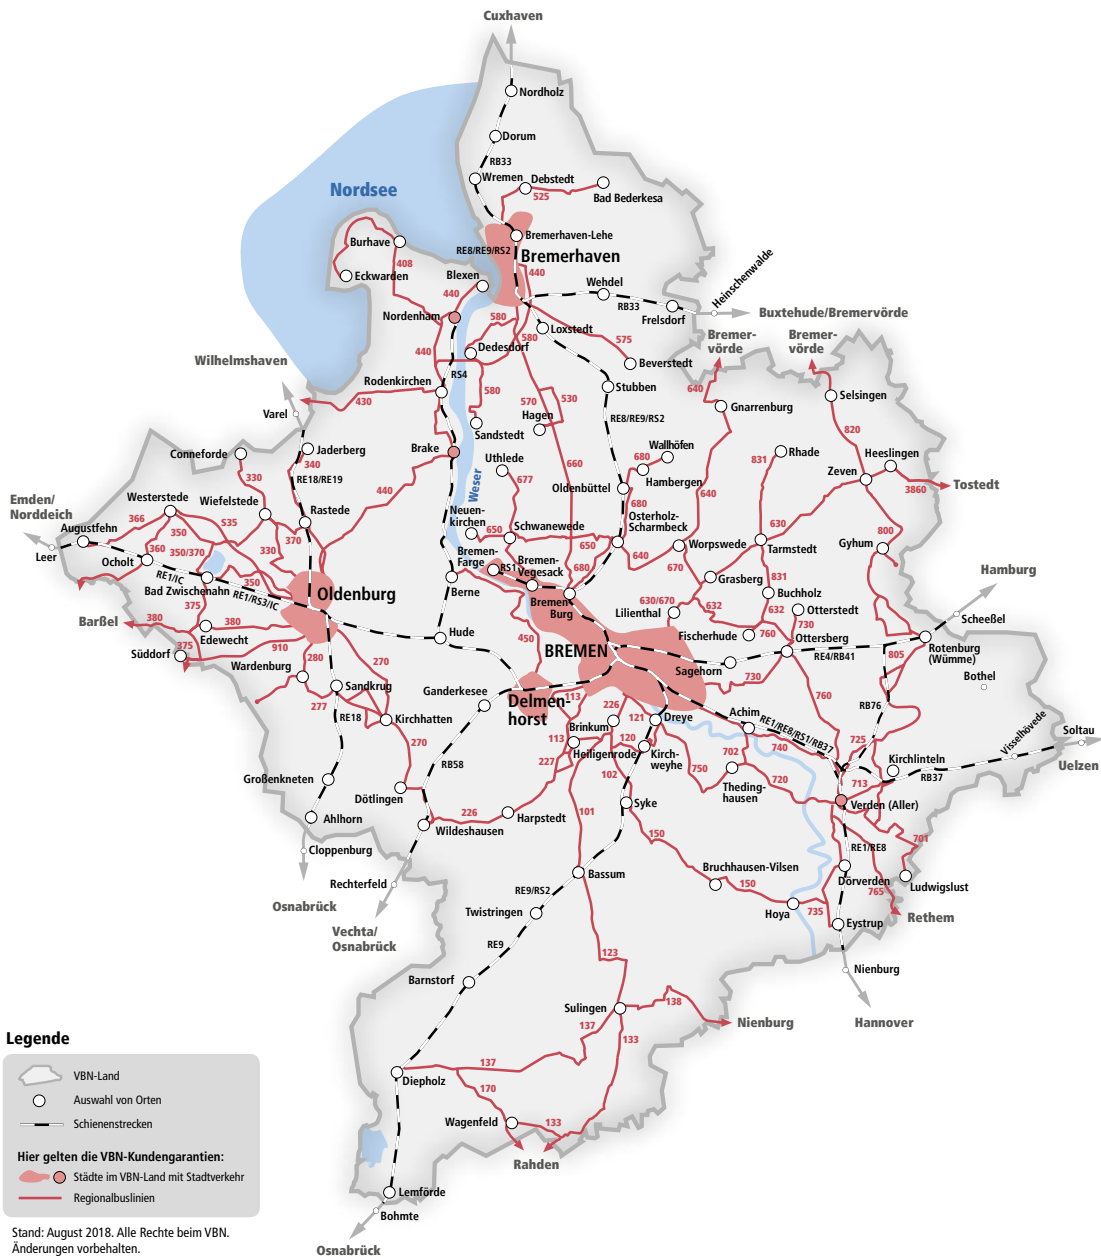 Cuxhaven
Nordholz
Dorum
RB33
Wremen
Debstedt
525
Bad Bederkesa
Nordsee
Burhave
408
Eckwarden
Bremerhaven-Lehe
RE8/RE9/RS2
Bremerhaven
440
Blexen
440
Nordenham
580
Wehdel
RB33
Frelsdorf
Heinschenwalde
Buxtehude/Bremervörde
Loxstedt
580
575
Beverstedt
Dedesdorf
440
RS4
Bremer-
vörde
Bremer-
vörde
Wilhelmshaven
Rodenkirchen
430
Varel
580
Sandstedt
570
530
Hagen
Stubben
RE8/RE9/RS2
640
Gnarrenburg
Selsingen
820
Conneforde
Jaderberg
340
RE18/RE19
Brake
440
Weser
Uthlede
677
660
Wallhöfen
680
Hambergen
Oldenbüttel
680
640
831
Rhade
Zeven
Heeslingen
3860
Tostedt
Emden/
Norddeich
Westerstede
Wiefelstede
330
Rastede
Augustfehn
366
350
535
330
370
Leer
Ocholt
360
350/370
RE1/IC
Bad Zwischenahn
350
RE1/RS3/IC
Neuen-
kirchen
650
Schwanewede
Osterholz-
Scharmbeck
650
640
Worpswede
670
630
Tarmstedt
800
Gyhum
Bremen-
Farge
RS1
Bremen-
Vegesack
680
Bremen-
Burg
Grasberg
831
Buchholz
Hamburg
Scheeßel
Oldenburg
Berne
375
Barßel
380
380
Edewecht
375
Süddorf
910
Hude
450
Lilienthal
630/670
632
632
Otterstedt
730
Fischerhude
760
Ottersberg
RE4/RB41
Rotenburg
(Wümme)
805
Bothel
BREMEN
Sagehorn
730
Wardenburg
280
270
277
Sandkrug
RE18
Kirchhatten
270
Ganderkesee
Delmen-
horst
113
226
Brinkum
113
121
120
Dreye
Heiligenrode
Kirch-
weyhe
227
102
Achim
RE1/RE8/RS1/RB37
702
740
750
Theding-
hausen
720
760
RB76
725
713
Kirchlinteln
RB37
Visselhövede
Soltau
Uelzen
Großenkneten
RB58
Dötlingen
Ahlhorn
226
Harpstedt
Wildeshausen
101
Syke
150
Verden (Aller)
RE1/RE8
701
Cloppenburg
Rechterfeld
Osnabrück
Vechta/
Osnabrück
Bassum
RE9/RS2
Twistringen
RE9
Bruchhausen-Vilsen
150
Hoya
735
Dörverden
765
Ludwigslust
Rethem
Eystrup
Nienburg
Hannover
Barnstorf
123
Sulingen
138
Nienburg
137
133
137
Diepholz
170
Wagenfeld
133
Rahden
Lemförde
Bohmte
Osnabrück
Legende
VBN-Land
Auswahl von Orten
Schienenstrecken
Hier gelten die VBN-Kundengarantien:
Städte im VBN-Land mit Stadtverkehr
Regionalbuslinien
Stand: August 2018. Alle Rechte beim VBN.
Änderungen vorbehalten.